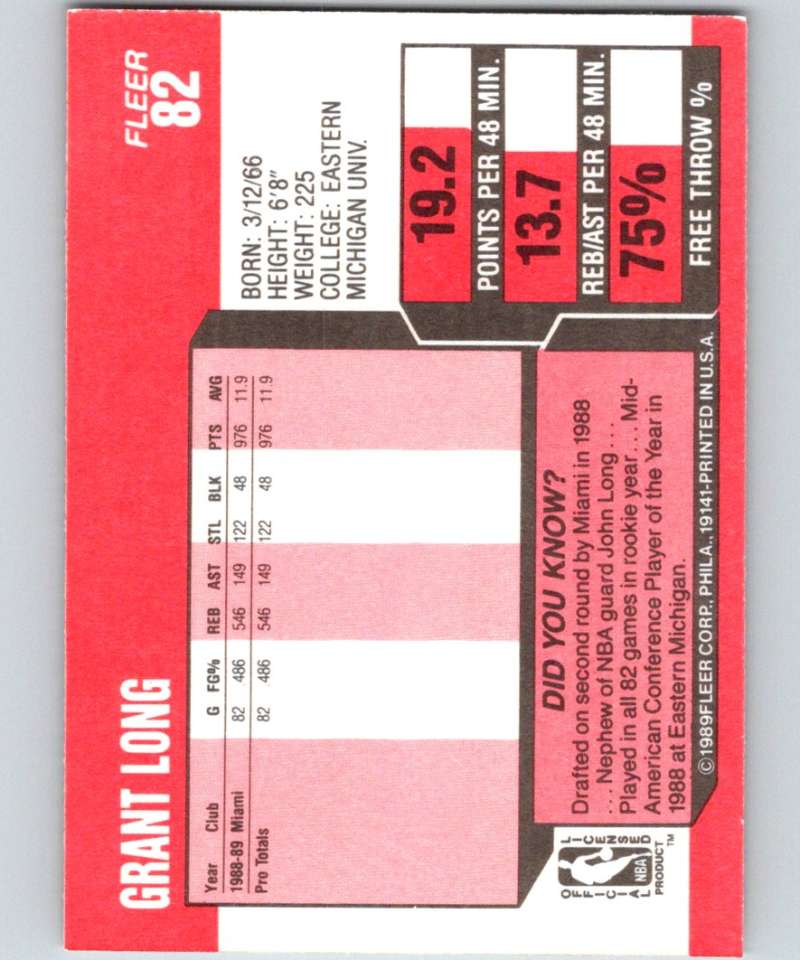 GRANT LONG
FLEER
82
BORN: 3/12/66
HEIGHT: 6'8"
WEIGHT: 225
COLLEGE: EASTERN
MICHIGAN UNIV.
Year Club G FG% REB AST STL BLK PTS AVG
1988-89 Miami 82 486 546 149 122 48 976 11.9
Pro Totals 82 486 546 149 122 48 976 11.9
19.2
POINTS PER 48 MIN.
13.7
REB/AST PER 48 MIN.
75%
FREE THROW %
DID YOU KNOW?
Drafted on second round by Miami in 1988
... Nephew of NBA guard John Long ...
Played in all 82 games in rookie year ... Mid-
American Conference Player of the Year in
1988 at Eastern Michigan.
OFFICIAL LICENSED
NBA
PRODUCT™
©1989 FLEER CORP., PHILA., 19141-PRINTED IN U.S.A.